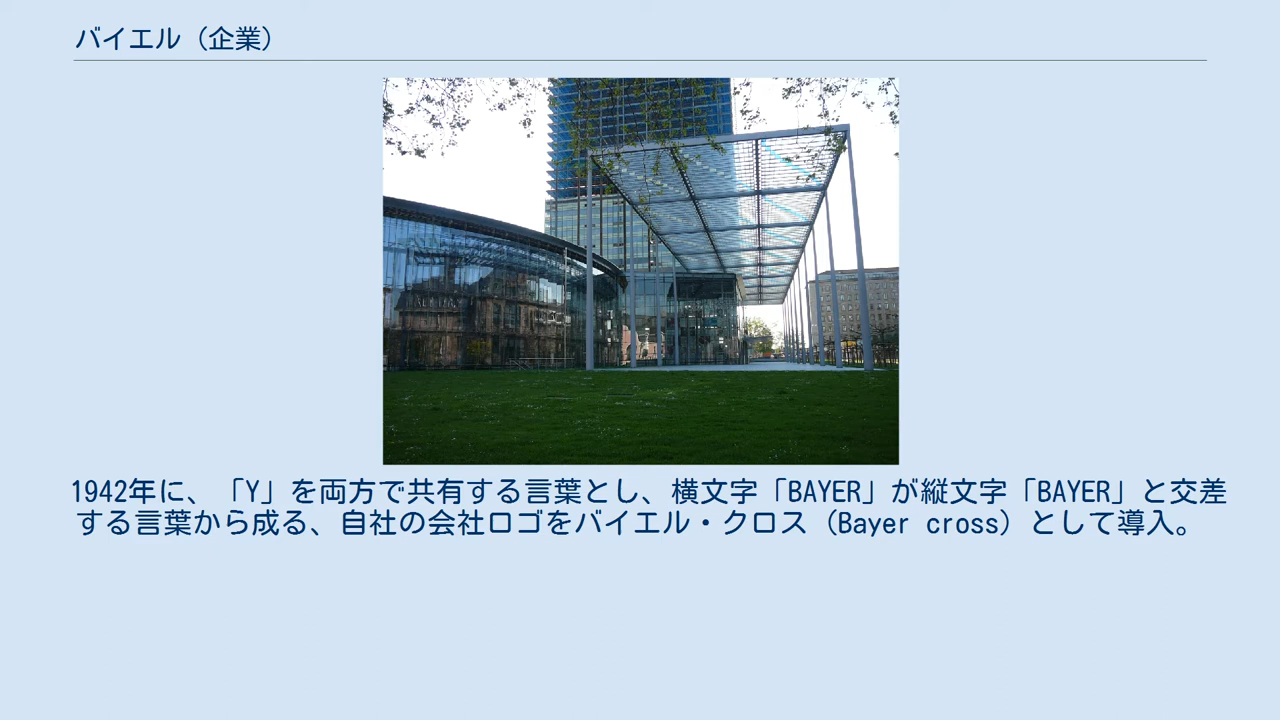 バイエル（企業）
1942年に、「Y」を両方で共有する言葉とし、横文字「BAYER」が縦文字「BAYER」と交差
する言葉から成る、自社の会社ロゴをバイエル・クロス（Bayer cross）として導入。